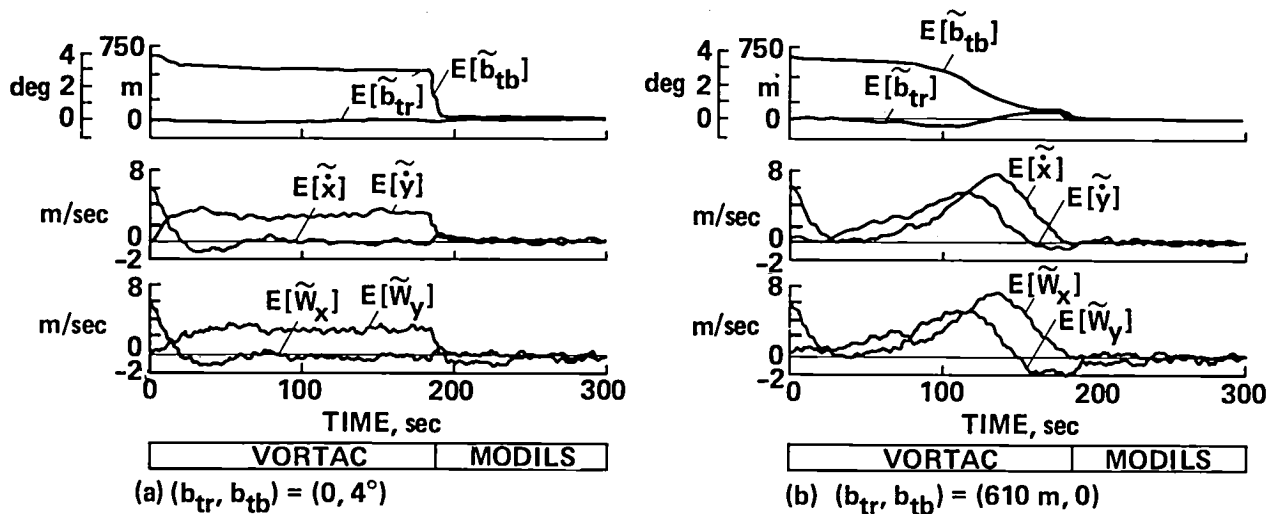 deg m
4 2 0
750 0
E[b̃tb]
E[b̃tr]
m/sec
8 0 -2
E[x̃̇] E[ỹ̇]
m/sec
8 0 -2
E[W̃x] E[W̃y]
0 100 200 300
TIME, sec
VORTAC MODILS
(a) (btr, btb) = (0, 4°)
deg m
4 2 0
750 0
E[b̃tb]
E[b̃tr]
8 0 -2
m/sec
E[x̃̇]
E[ỹ̇]
8 0 -2
m/sec
E[W̃x]
E[W̃y]
0 100 200 300
TIME, sec
VORTAC MODILS
(b) (btr, btb) = (610 m, 0)